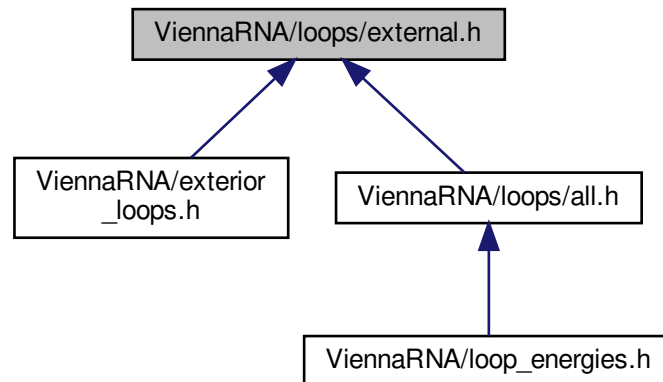 ViennaRNA/loops/external.h
ViennaRNA/exterior
_loops.h
ViennaRNA/loops/all.h
ViennaRNA/loop_energies.h